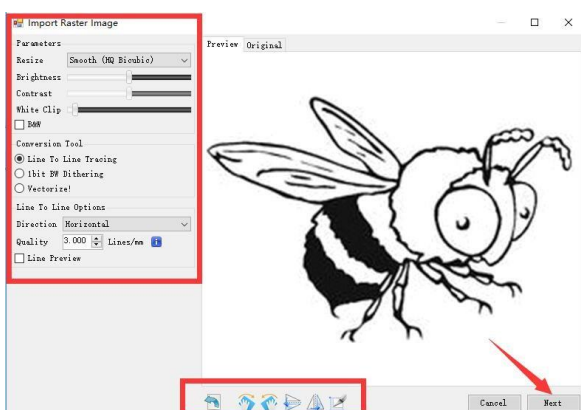 Import Raster Image
Parameters
Resize Smooth (HQ Bicubic)
Brightness
Contrast
White Clip
B&W
Conversion Tool
Line To Line Tracing
1bit BW Dithering
Vectorize!
Line To Line Options
Direction Horizontal
Quality 3.000 Lines/mm
Line Preview
Preview Original
Cancel Next